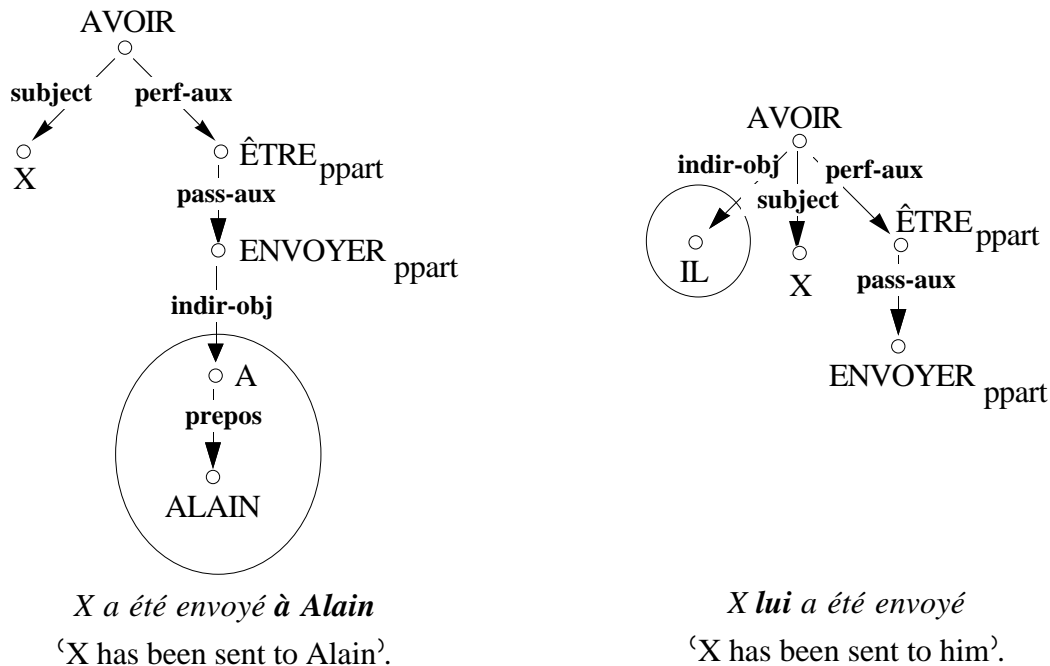 AVOIR
subject perf-aux
X
ÊTRE ppart
pass-aux
ENVOYER ppart
indir-obj
A
prepos
ALAIN
X a été envoyé à Alain
‘X has been sent to Alain’.
AVOIR
indir-obj subject perf-aux
IL
X
ÊTRE ppart
pass-aux
ENVOYER ppart
X lui a été envoyé
‘X has been sent to him’.